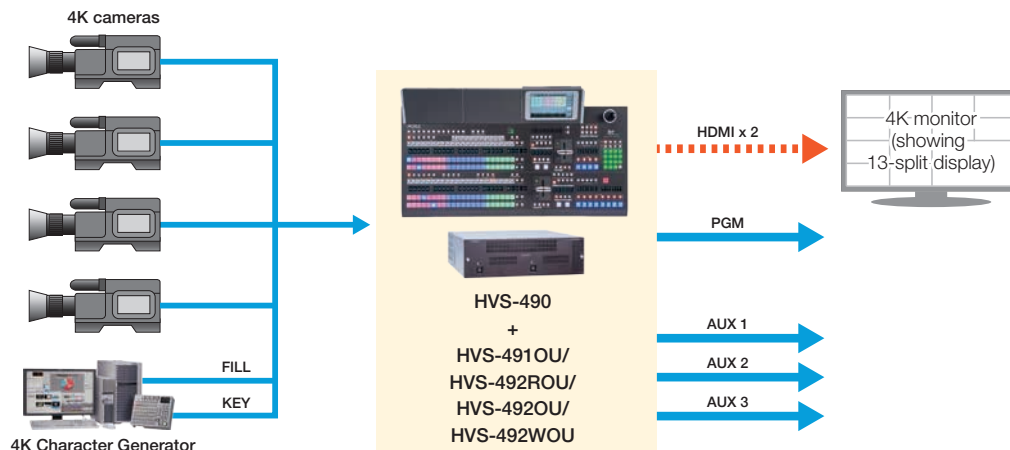 4K cameras
FILL
KEY
4K Character Generator
HVS-490
+
HVS-491OU/
HVS-492ROU/
HVS-492OU/
HVS-492WOU
HDMI x 2
4K monitor
(showing
13-split display)
PGM
AUX 1
AUX 2
AUX 3